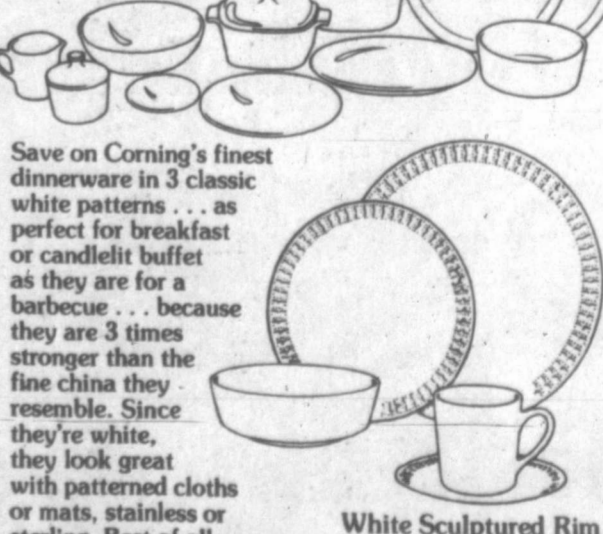 Save on Corning's finest
dinnerware in 3 classic
white patterns . . . as
perfect for breakfast
or candlelit buffet
as they are for a
barbecue . . . because
they are 3 times
stronger than the
fine china they
resemble. Since
they're white,
they look great
with patterned cloths
or mats, stainless or
White Sculptured Rim